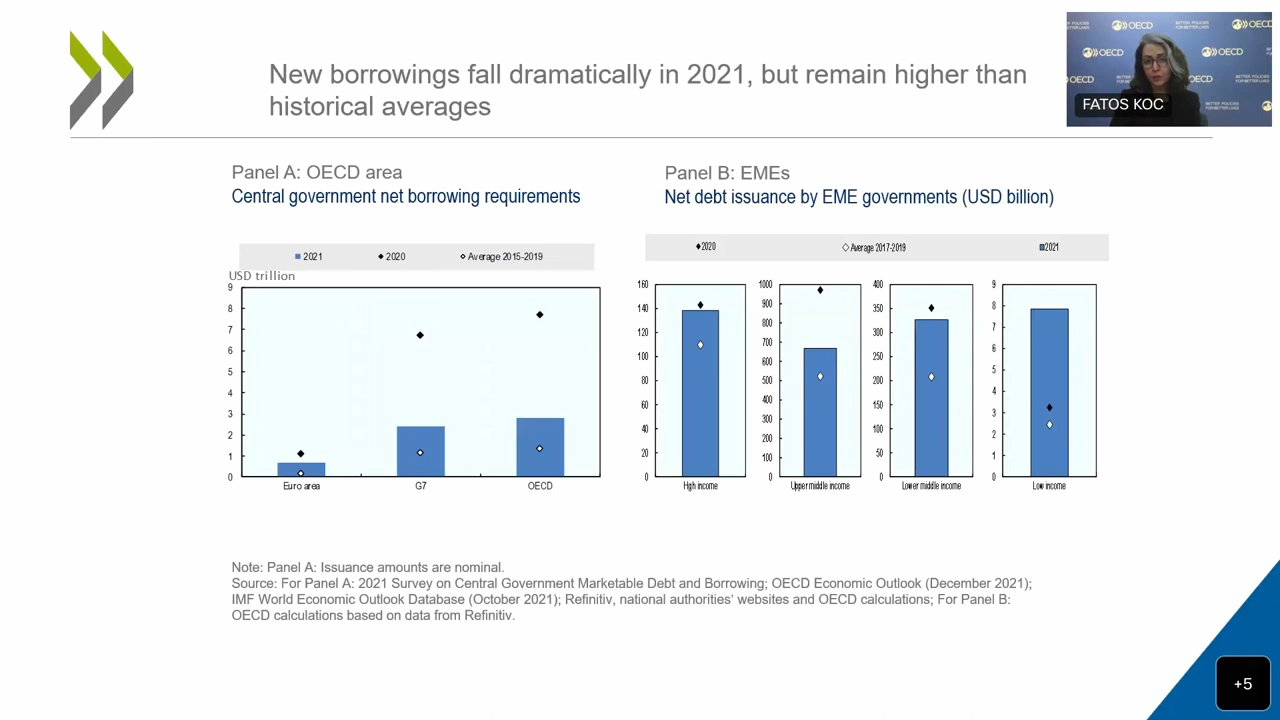 New borrowings fall dramatically in 2021, but remain higher than
historical averages
OECD
OECD
OECD
OECD
BETTER POLICIES
FOR BETTER LIVES
FATOS KOC
Panel A: OECD area
Central government net borrowing requirements
2021
2020
Average 2015-2019
USD trillion
9
8
7
6
5
4
3
2
1
0
Euro area
G7
OECD
Panel B: EMEs
Net debt issuance by EME governments (USD billion)
2020
Average 2017-2019
2021
160
140
120
100
80
60
40
20
0
High income
1000
900
800
700
600
500
400
300
200
100
0
Upper middle income
400
350
300
250
200
150
100
50
0
Lower middle income
9
8
7
6
5
4
3
2
1
0
Low income
Note: Panel A: Issuance amounts are nominal.
Source: For Panel A: 2021 Survey on Central Government Marketable Debt and Borrowing; OECD Economic Outlook (December 2021);
IMF World Economic Outlook Database (October 2021); Refinitiv, national authorities' websites and OECD calculations; For Panel B:
OECD calculations based on data from Refinitiv.
+5